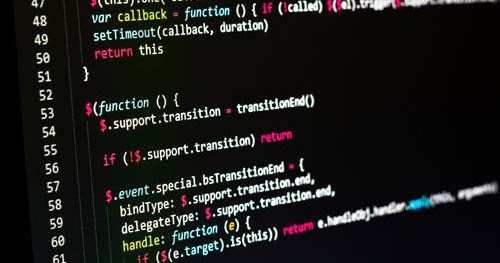 47 $(this).one(
48 var callback = function () { if (!called) $($el).trigger($.support.
49 setTimeout(callback, duration)
50 return this
51 }
52
53 $(function () {
54 $.support.transition = transitionEnd()
55
56 if (!$.support.transition) return
57
58 $.event.special.bsTransitionEnd = {
59 bindType: $.support.transition.end,
60 delegateType: $.support.transition.end,
61 handle: function (e) {
if ($(e.target).is(this)) return e.handleObj.handler.apply(this, arguments)